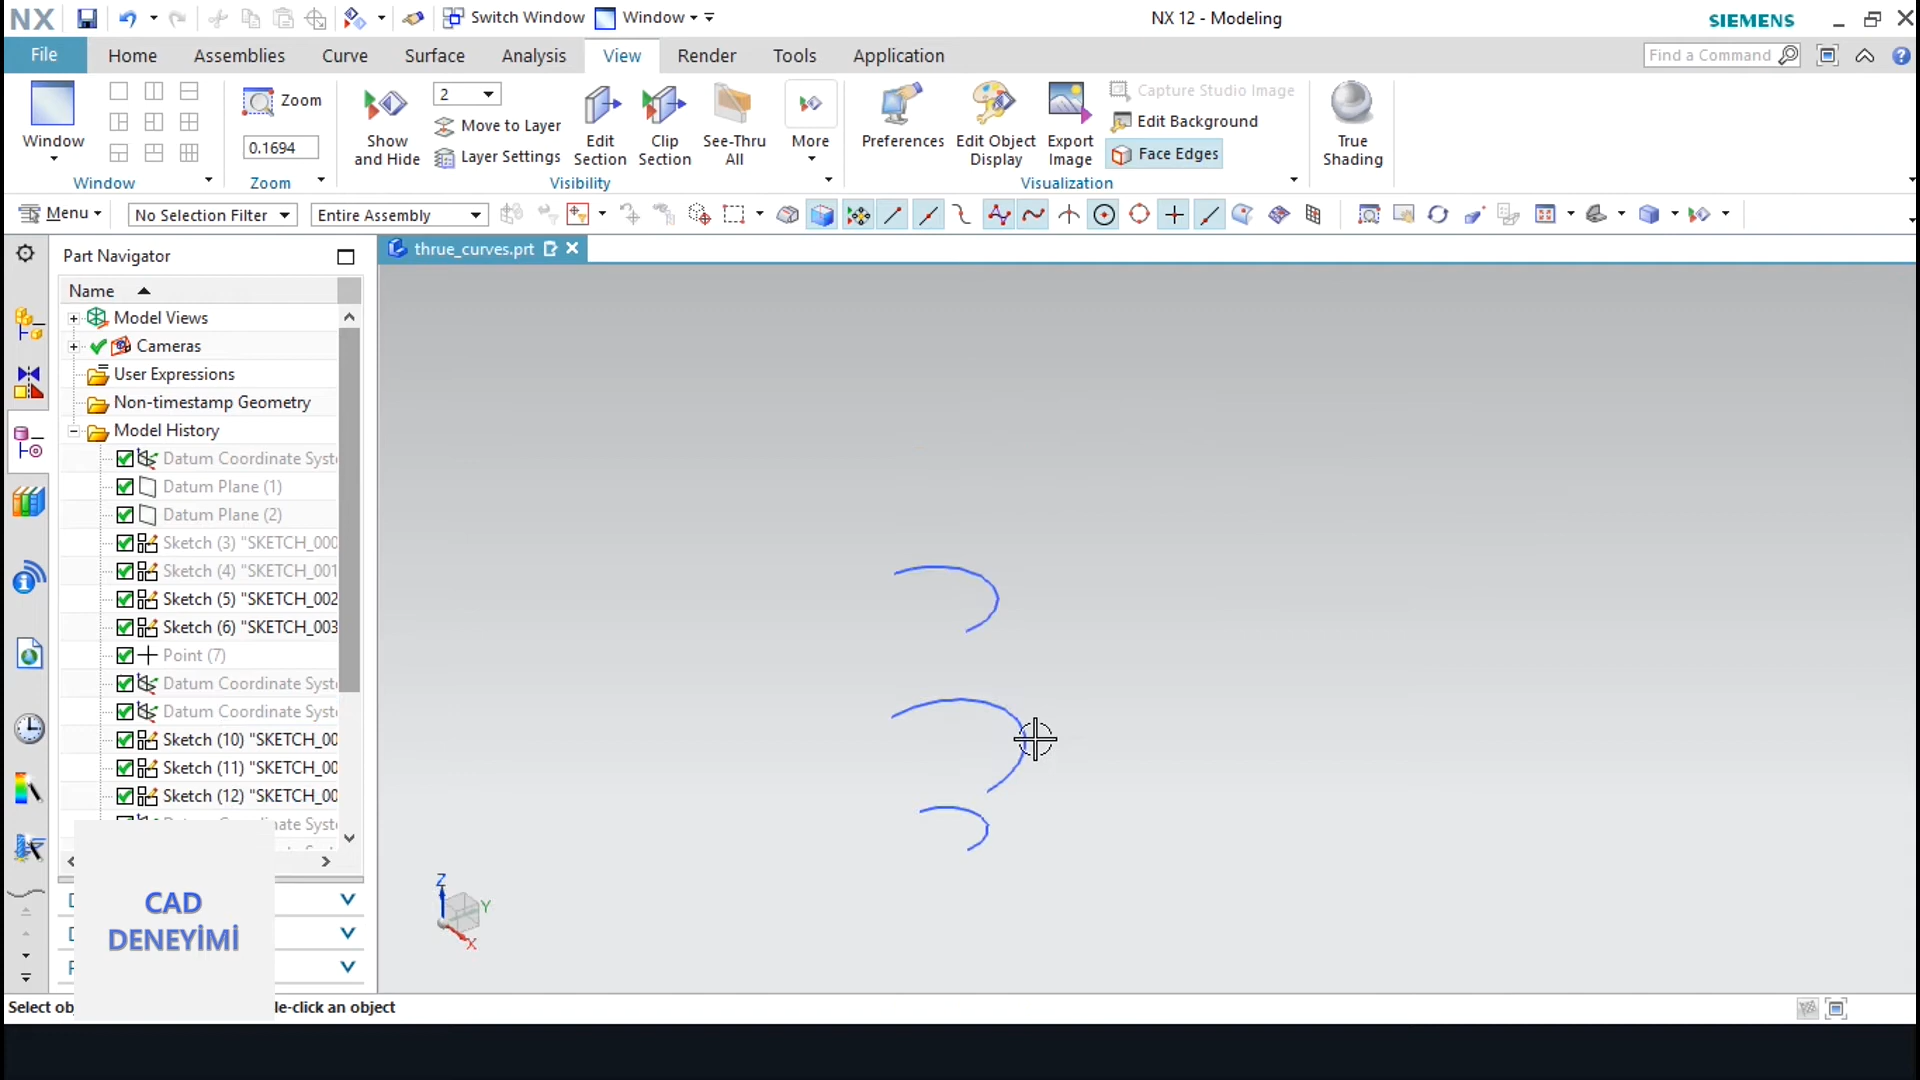 NX
Switch Window
Window
NX 12 - Modeling
SIEMENS
File
Home
Assemblies
Curve
Surface
Analysis
View
Render
Tools
Application
Find a Command
Window
Window
Zoom
0.1694
Zoom
Show and Hide
2
Move to Layer
Layer Settings
Edit Section
Clip Section
See-Thru All
More
Visibility
Preferences
Edit Object Display
Export Image
Capture Studio Image
Edit Background
Face Edges
Visualization
True Shading
Menu
No Selection Filter
Entire Assembly
Part Navigator
thrue_curves.prt
Name
Model Views
Cameras
User Expressions
Non-timestamp Geometry
Model History
Datum Coordinate Syst
Datum Plane (1)
Datum Plane (2)
Sketch (3) "SKETCH_000
Sketch (4) "SKETCH_001
Sketch (5) "SKETCH_002
Sketch (6) "SKETCH_003
Point (7)
Datum Coordinate Syst
Datum Coordinate Syst
Sketch (10) "SKETCH_00
Sketch (11) "SKETCH_00
Sketch (12) "SKETCH_00
inate Syst
Z
Y
X
CAD
DENEYİMİ
Select obj
le-click an object